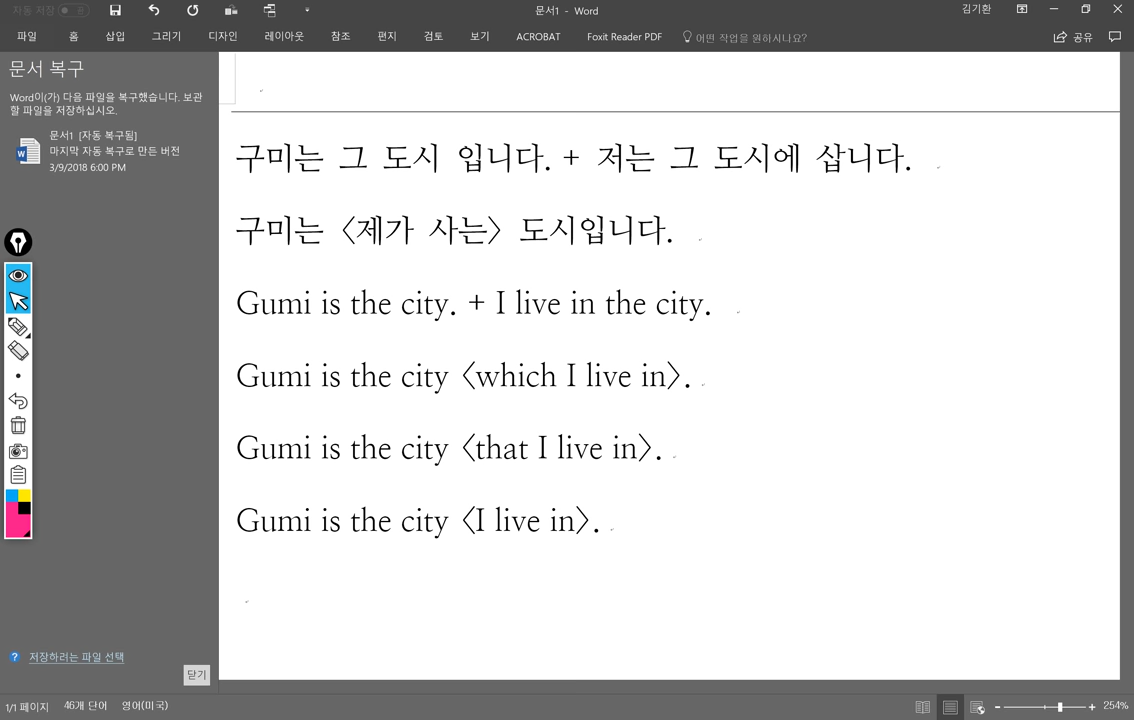 자동 저장
문서1 - Word
김기환
파일 홈 삽입 그리기 디자인 레이아웃 참조 편지 검토 보기 ACROBAT Foxit Reader PDF 어떤 작업을 원하시나요? 공유
문서 복구
Word이(가) 다음 파일을 복구했습니다. 보관
할 파일을 저장하십시오.
문서1 [자동 복구됨]
마지막 자동 복구로 만든 버전
3/9/2018 6:00 PM
구미는 그 도시 입니다. + 저는 그 도시에 삽니다.
구미는 〈제가 사는〉 도시입니다.
Gumi is the city. + I live in the city.
Gumi is the city 〈which I live in〉.
Gumi is the city 〈that I live in〉.
Gumi is the city 〈I live in〉.
? 저장하려는 파일 선택
닫기
1/1 페이지 46개 단어 영어(미국)
254%